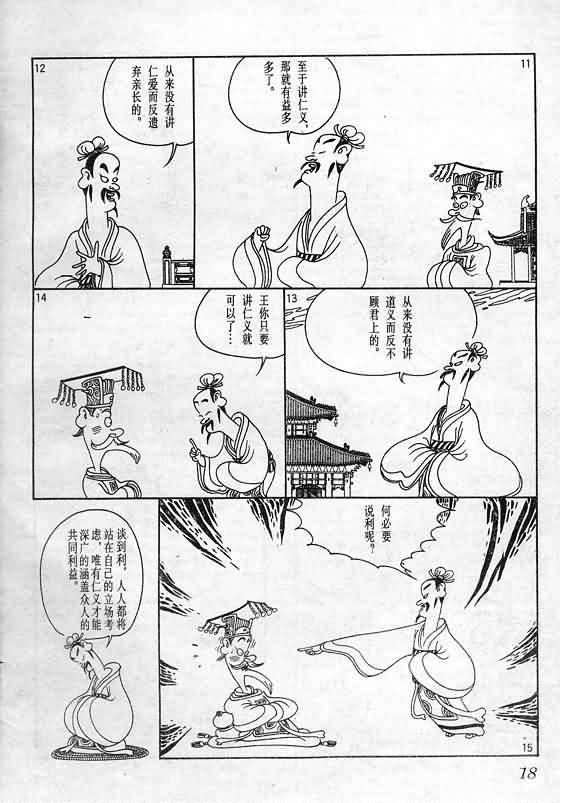 11
至于讲仁义，
那就有益多
多了。
12
从来没有讲
仁爱而反遗
弃亲长的。
13
从来没有讲
道义而反不
顾君上的。
14
王你只要
讲仁义就
可以了…
15
何必要
说利呢？
谈到利。人人都将
站在自己的立场考
虑，唯有仁义才能
深广的涵盖众人的
共同利益。
18